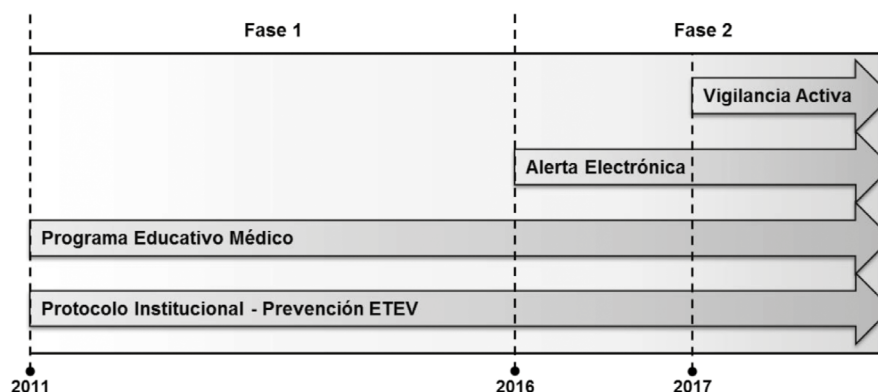 Fase 1
Fase 2
Vigilancia Activa
Alerta Electrónica
Programa Educativo Médico
Protocolo Institucional - Prevención ETEV
2011
2016
2017